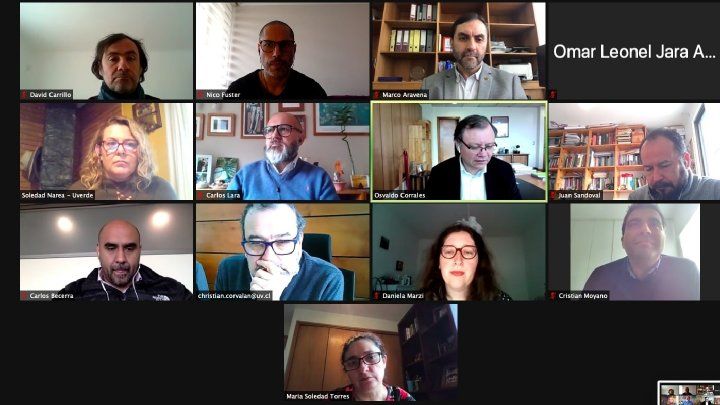 Omar Leonel Jara A...
David Carrillo
Nico Fuster
Marco Aravena
Soledad Narea - Uverde
Carlos Lara
Osvaldo Corrales
Juan Sandoval
Carlos Becerra
christian.corvalan@uv.cl
Daniela Marzi
Cristian Moyano
Maria Soledad Torres